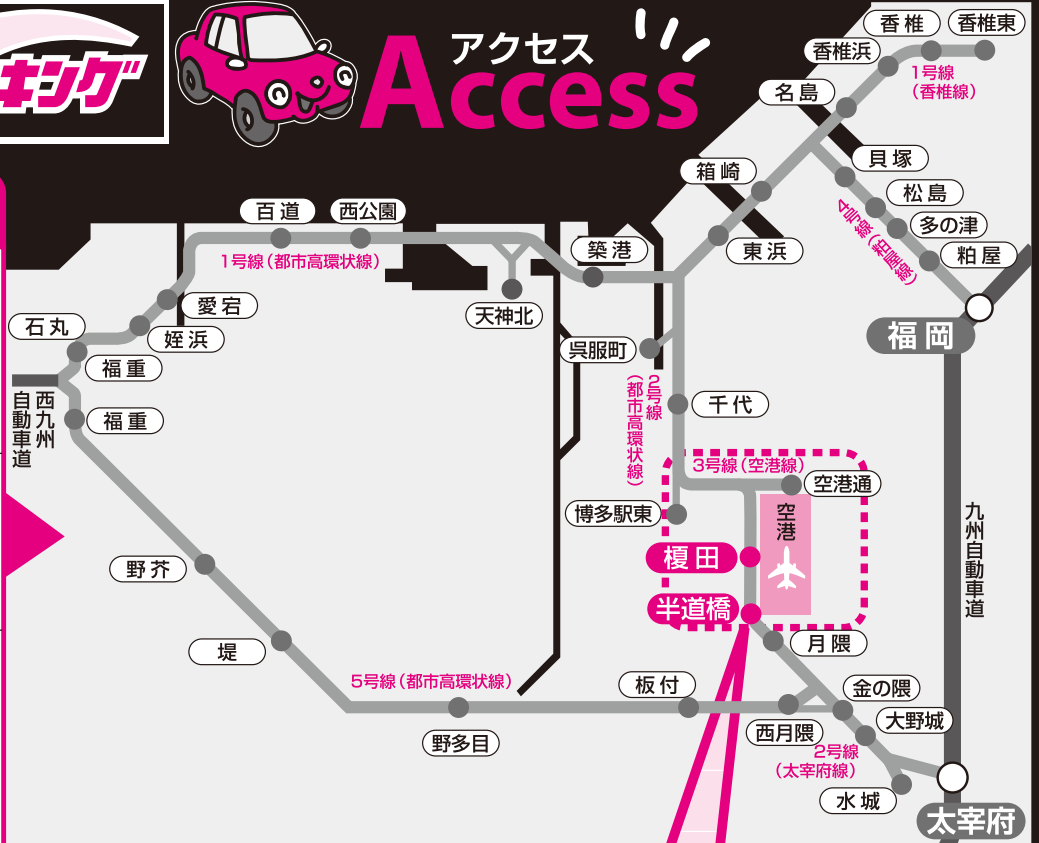 キング
アクセス
Access
香椎
香椎東
香椎浜
1号線
（香椎線）
名島
貝塚
箱崎
松島
4号線（粕屋線）
多の津
東浜
粕屋
百道
西公園
築港
1号線（都市高環状線）
愛宕
天神北
石丸
姪浜
福岡
呉服町
福重
2号線
（都市高環状線）
西九州
自動車道
福重
千代
3号線（空港線）
空港通
博多駅東
空港
九州自動車道
榎田
野芥
半道橋
月隈
堤
5号線（都市高環状線）
板付
金の隈
大野城
西月隈
野多目
2号線
（太宰府線）
水城
太宰府